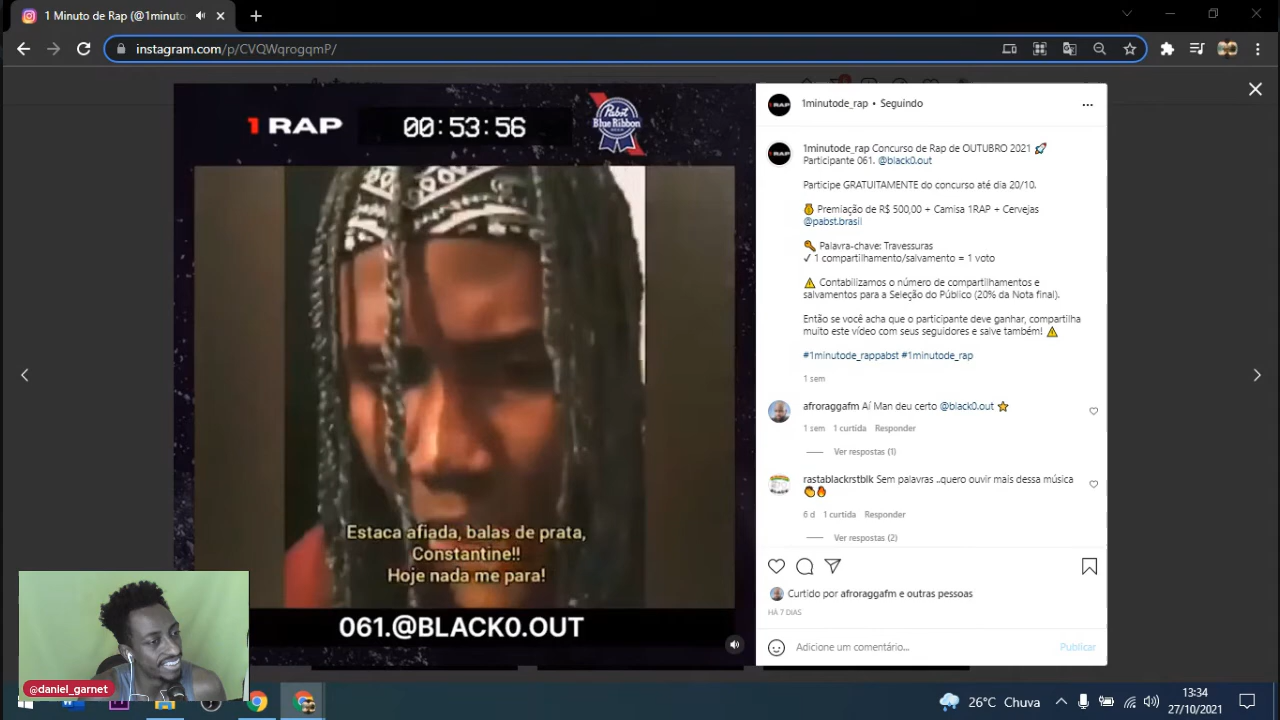 1 Minuto de Rap (@1minuto
instagram.com/p/CVQWqrogqmP/
1 RAP
00:53:56
Pabst
Blue Ribbon
Estaca afiada, balas de prata,
Constantine!!
Hoje nada me para!
061.@BLACK0.OUT
@daniel_garnet
1RAP
1minutode_rap • Seguindo
1RAP
1minutode_rap Concurso de Rap de OUTUBRO 2021 🚀
Participante 061. @black0.out
Participe GRATUITAMENTE do concurso até dia 20/10.
🏅 Premiação de R$ 500,00 + Camisa 1RAP + Cervejas
@pabst.brasil
🔑 Palavra-chave: Travessuras
✓ 1 compartilhamento/salvamento = 1 voto
⚠️ Contabilizamos o número de compartilhamentos e
salvamentos para a Seleção do Público (20% da Nota final).
Então se você acha que o participante deve ganhar, compartilha
muito este vídeo com seus seguidores e salve também! ⚠️
#1minutode_rappabst #1minutode_rap
1 sem
afroraggafm Aí Man deu certo @black0.out ⭐
1 sem 1 curtida Responder
Ver respostas (1)
rastablackrstblk Sem palavras ..quero ouvir mais dessa música
👏🔥
6 d 1 curtida Responder
Ver respostas (2)
Curtido por afroraggafm e outras pessoas
HÁ 7 DIAS
Adicione um comentário...
Publicar
26°C Chuva
13:34
27/10/2021